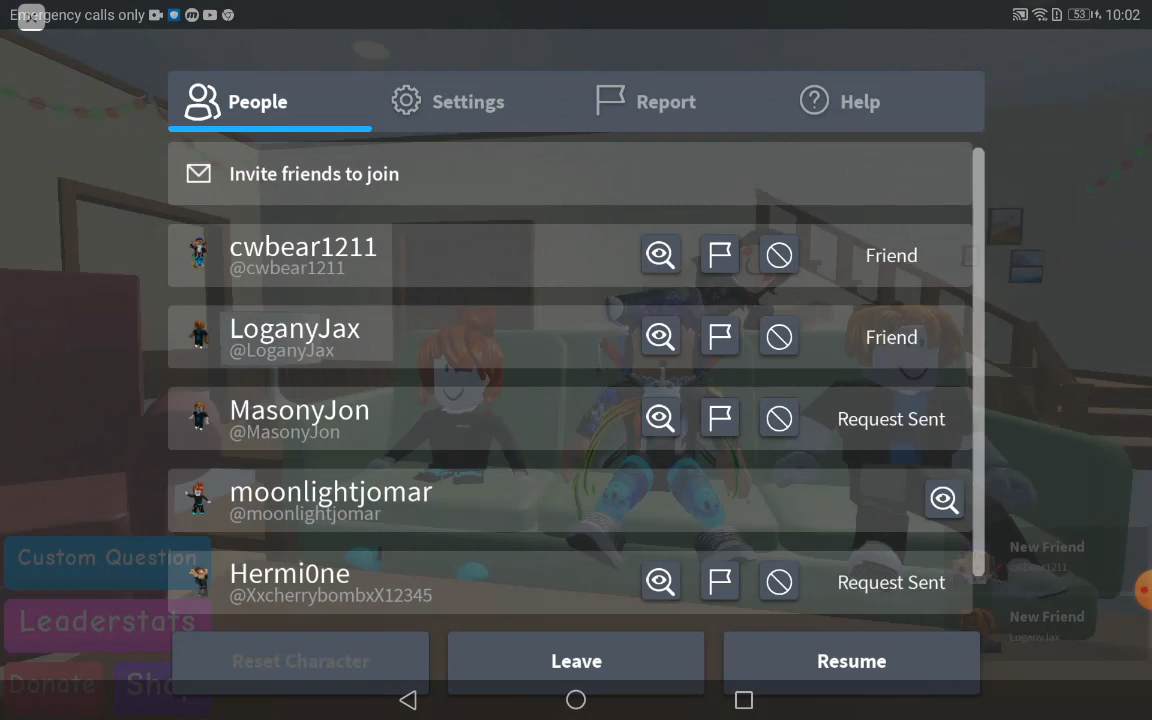 Emergency calls only 53 10:02
People Settings Report Help
Invite friends to join
cwbear1211
@cwbear1211
Friend
LoganyJax
@LoganyJax
Friend
MasonyJon
@MasonyJon
Request Sent
moonlightjomar
@moonlightjomar
New Friend
Custom Question
Hermi0ne
@XxcherrybombxX12345
Request Sent
Leaderstats
New Friend
LoganyJax
Reset Character Leave Resume
Donate